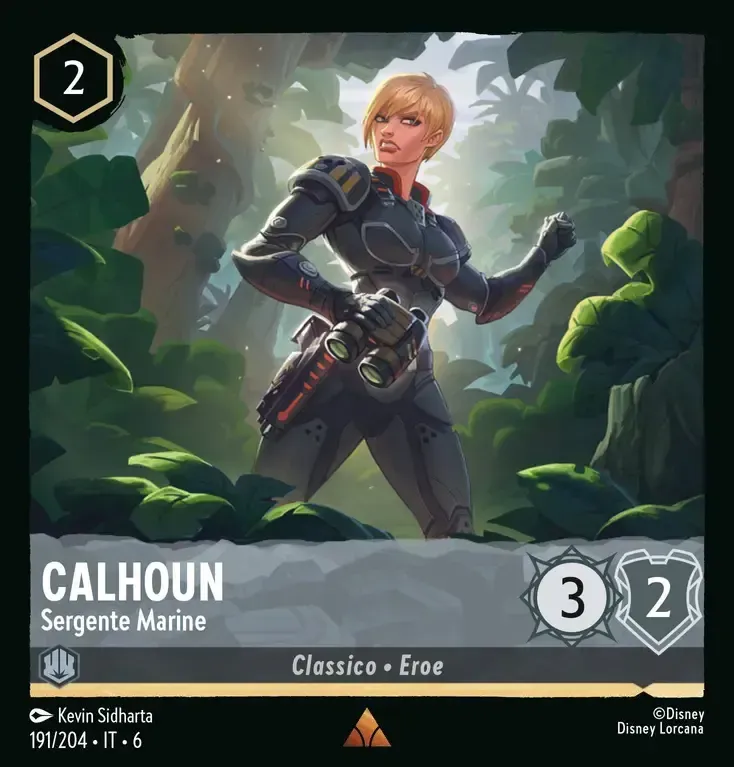 2
CALHOUN
Sergente Marine
3
2
Classico • Eroe
Kevin Sidharta
191/204 • IT • 6
©Disney
Disney Lorcana